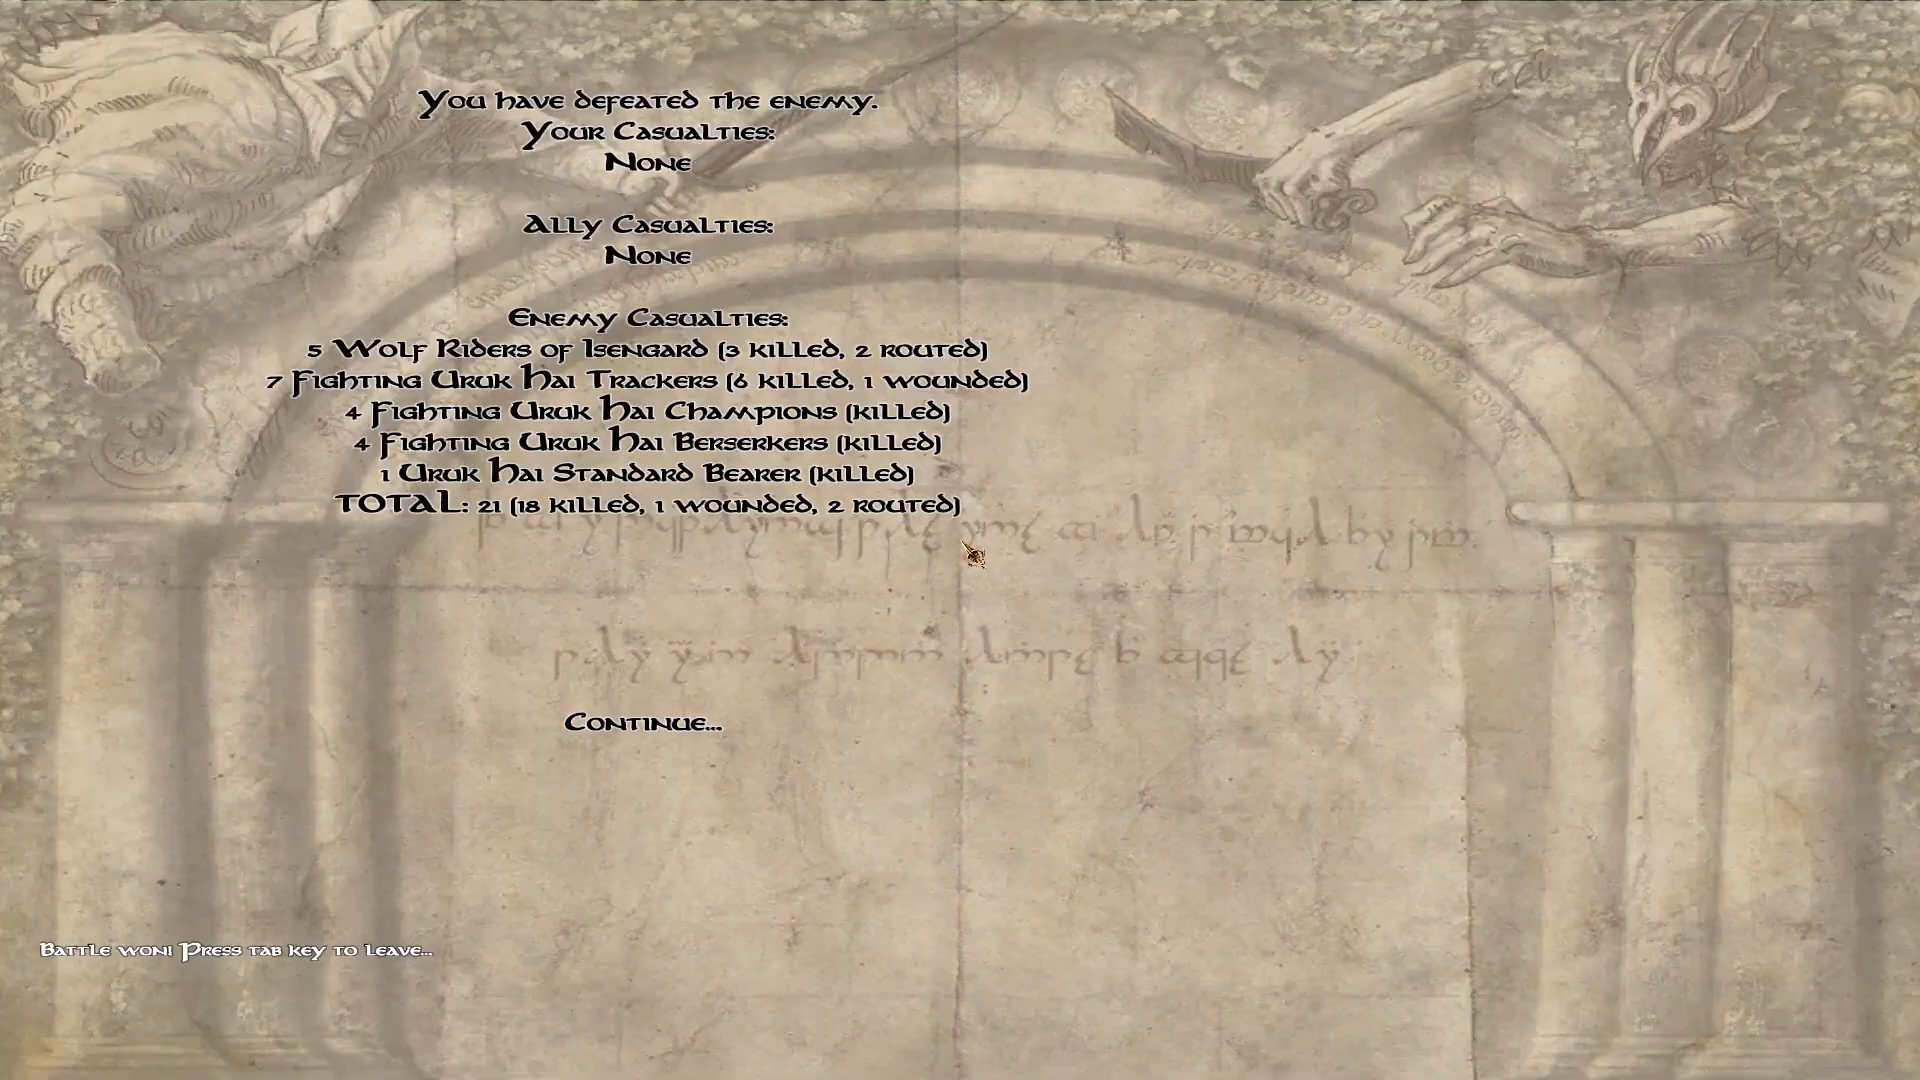 You have defeated the enemy.
Your Casualties:
None
Ally Casualties:
None
Enemy Casualties:
5 Wolf Riders of Isengard (3 killed, 2 routed)
7 Fighting Uruk Hai Trackers (6 killed, 1 wounded)
4 Fighting Uruk Hai Champions (killed)
4 Fighting Uruk Hai Berserkers (killed)
1 Uruk Hai Standard Bearer (killed)
TOTAL: 21 (18 killed, 1 wounded, 2 routed)
Continue...
Battle won! Press tab key to leave...